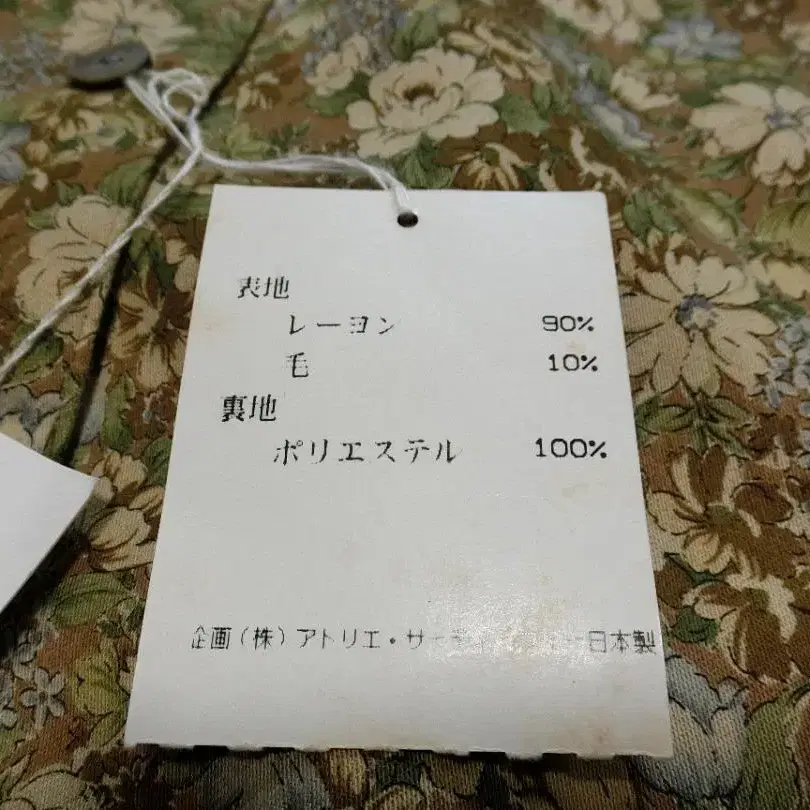 表地
レーヨン 90%
毛 10%
裏地
ポリエステル 100%
企画(株)アトリエ・サ 日本製